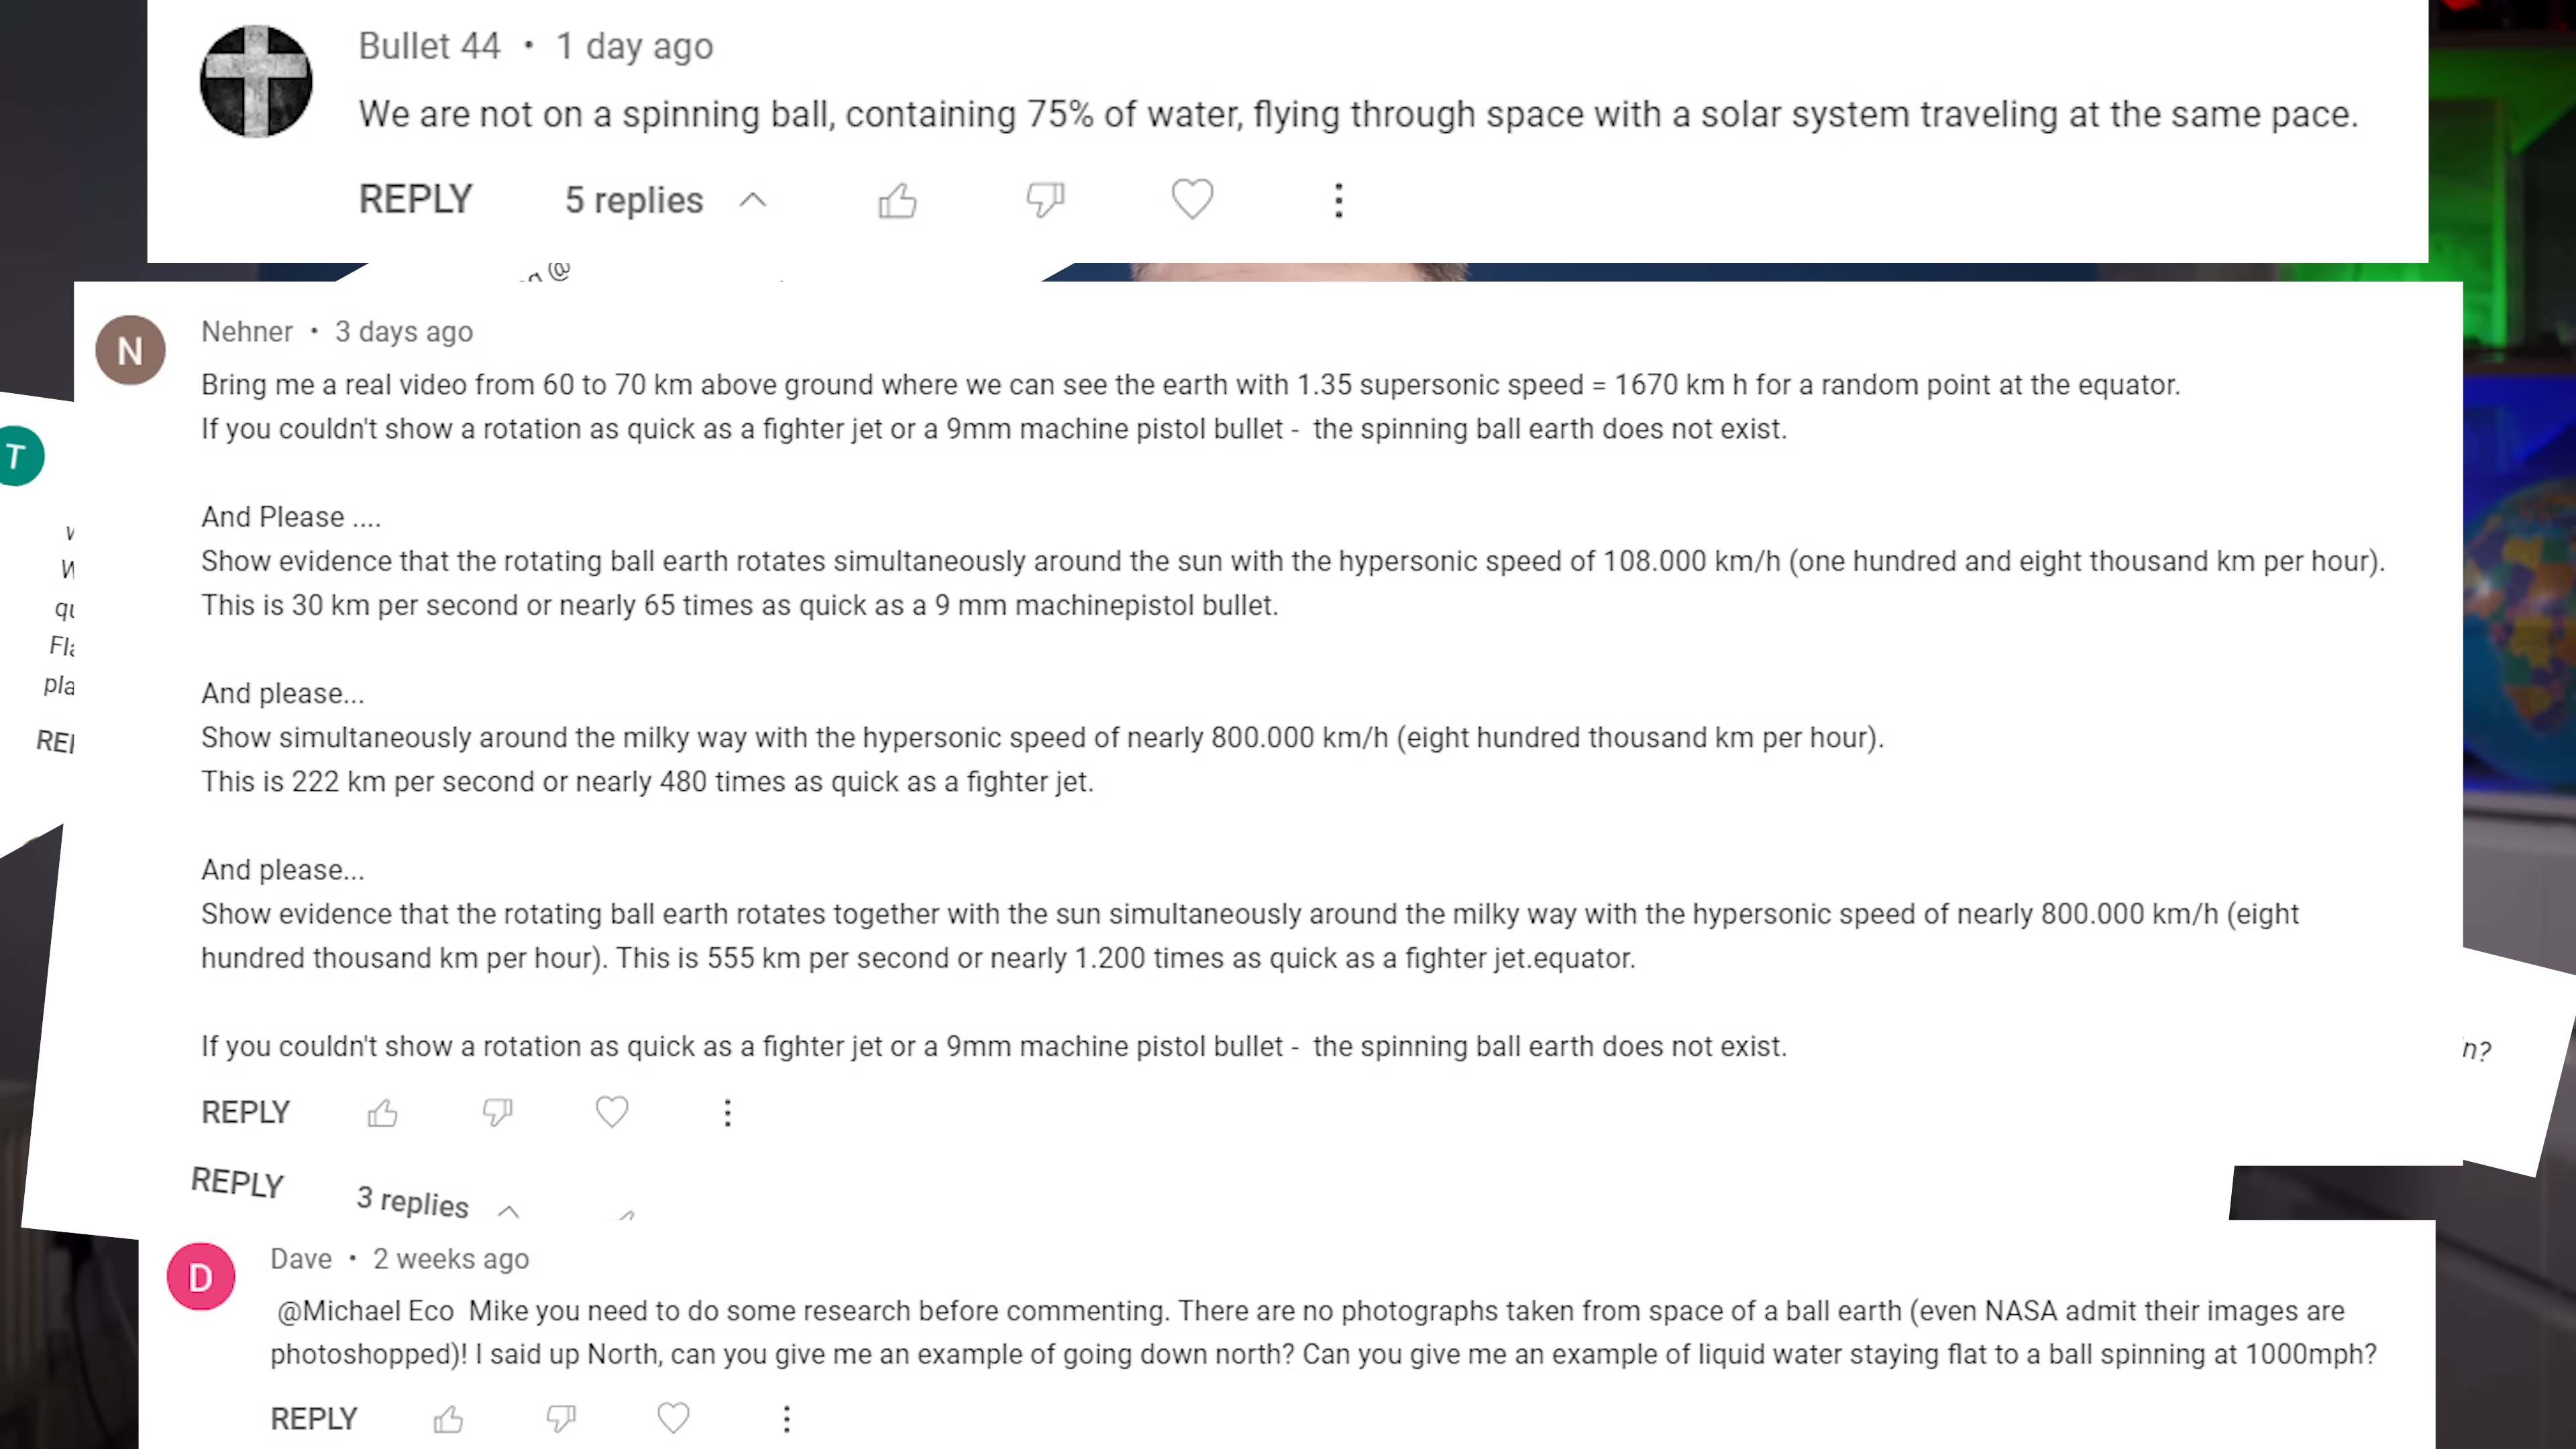 Bullet 44 • 1 day ago
We are not on a spinning ball, containing 75% of water, flying through space with a solar system traveling at the same pace.
REPLY 5 replies
@
N
Nehner • 3 days ago
Bring me a real video from 60 to 70 km above ground where we can see the earth with 1.35 supersonic speed = 1670 km h for a random point at the equator.
If you couldn't show a rotation as quick as a fighter jet or a 9mm machine pistol bullet - the spinning ball earth does not exist.
And Please ....
Show evidence that the rotating ball earth rotates simultaneously around the sun with the hypersonic speed of 108.000 km/h (one hundred and eight thousand km per hour).
This is 30 km per second or nearly 65 times as quick as a 9 mm machinepistol bullet.
And please...
Show simultaneously around the milky way with the hypersonic speed of nearly 800.000 km/h (eight hundred thousand km per hour).
This is 222 km per second or nearly 480 times as quick as a fighter jet.
And please...
Show evidence that the rotating ball earth rotates together with the sun simultaneously around the milky way with the hypersonic speed of nearly 800.000 km/h (eight
hundred thousand km per hour). This is 555 km per second or nearly 1.200 times as quick as a fighter jet.equator.
If you couldn't show a rotation as quick as a fighter jet or a 9mm machine pistol bullet - the spinning ball earth does not exist.
REPLY
T
qu
Fla
pla
n?
REPLY 3 replies
D
Dave • 2 weeks ago
@Michael Eco Mike you need to do some research before commenting. There are no photographs taken from space of a ball earth (even NASA admit their images are
photoshopped)! I said up North, can you give me an example of going down north? Can you give me an example of liquid water staying flat to a ball spinning at 1000mph?
REPLY